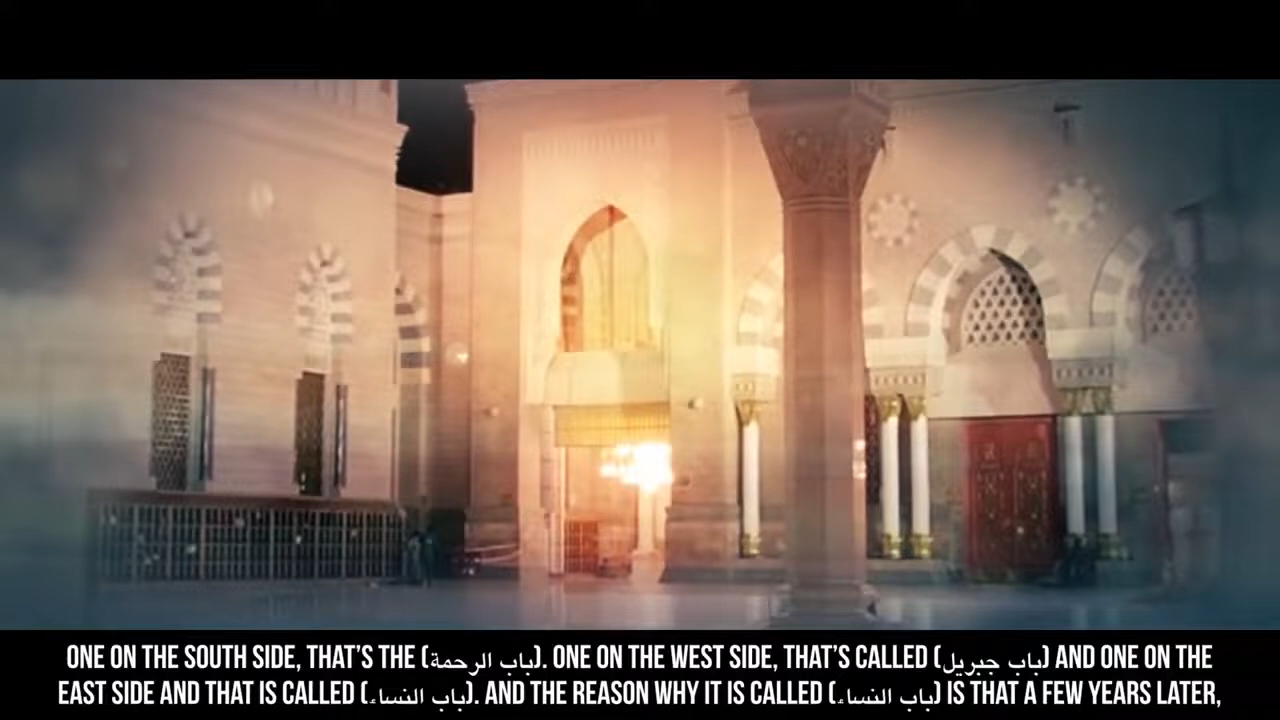 ONE ON THE SOUTH SIDE, THAT'S THE (باب الرحمة). ONE ON THE WEST SIDE, THAT'S CALLED (باب جبريل) AND ONE ON THE
EAST SIDE AND THAT IS CALLED (باب النساء). AND THE REASON WHY IT IS CALLED (باب النساء) IS THAT A FEW YEARS LATER,